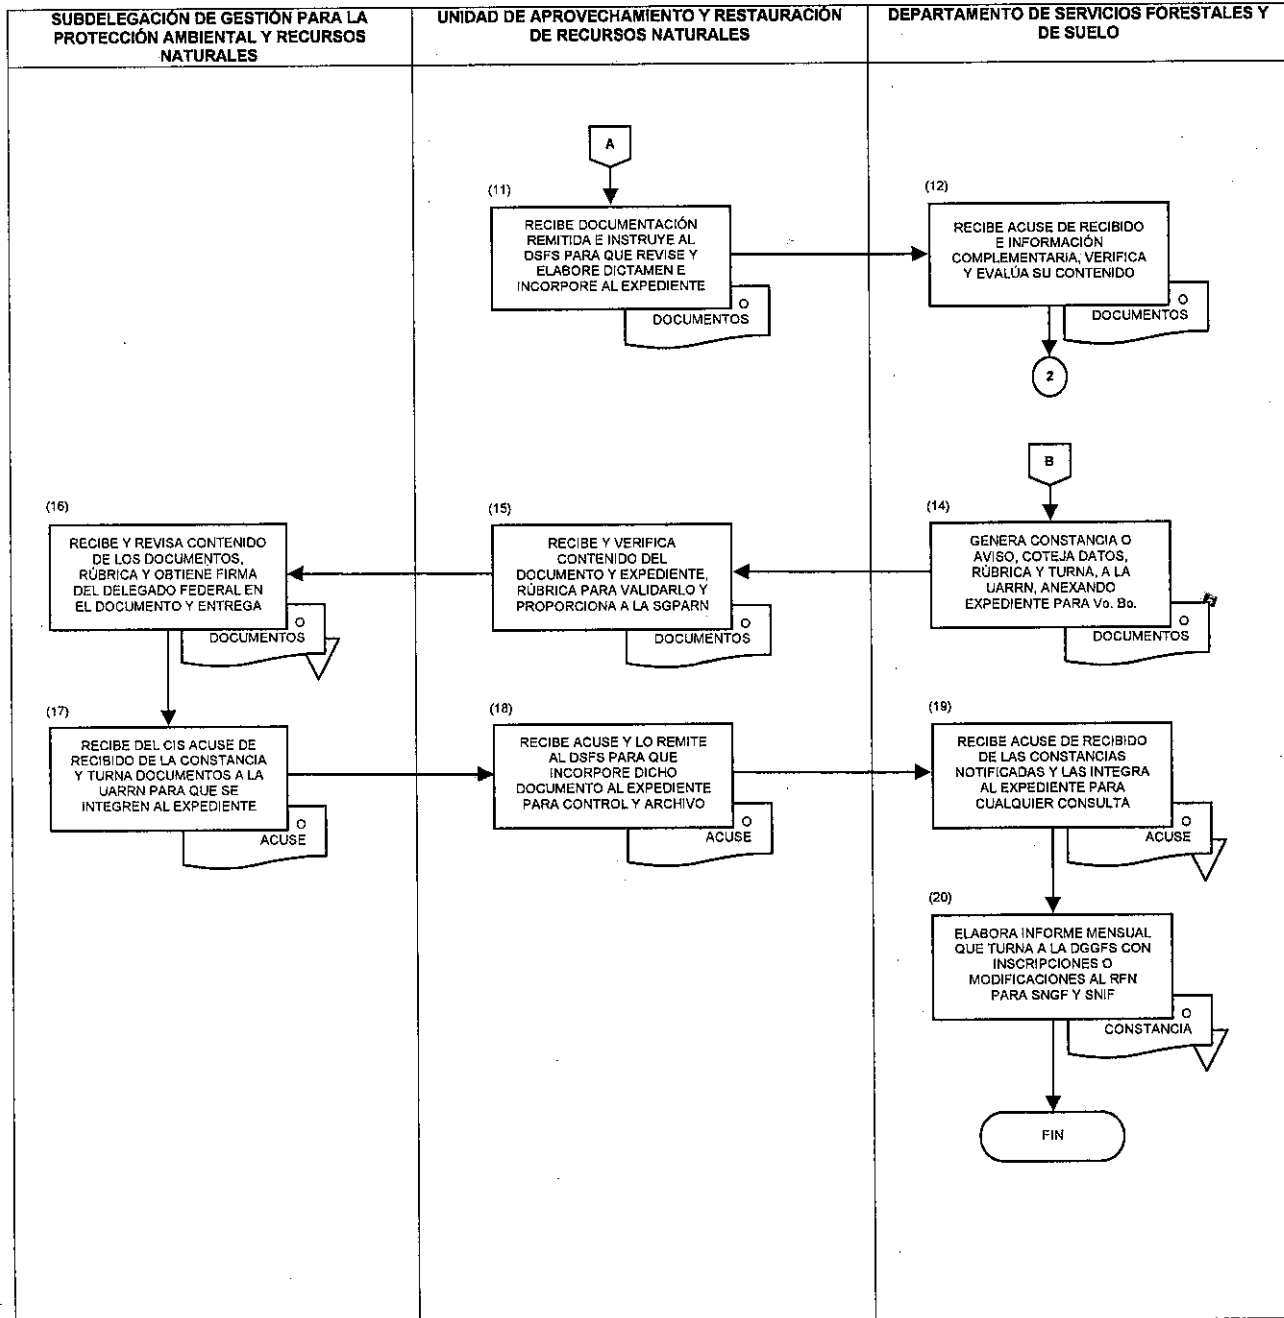 SUBDELEGACIÓN DE GESTIÓN PARA LA
PROTECCIÓN AMBIENTAL Y RECURSOS
NATURALES
UNIDAD DE APROVECHAMIENTO Y RESTAURACIÓN
DE RECURSOS NATURALES
DEPARTAMENTO DE SERVICIOS FORESTALES Y
DE SUELO
A
(11)
RECIBE DOCUMENTACIÓN
REMITIDA E INSTRUYE AL
DSFS PARA QUE REVISE Y
ELABORE DICTAMEN E
INCORPORE AL EXPEDIENTE
O
DOCUMENTOS
(12)
RECIBE ACUSE DE RECIBIDO
E INFORMACIÓN
COMPLEMENTARIA, VERIFICA
Y EVALÚA SU CONTENIDO
O
DOCUMENTOS
2
B
(14)
GENERA CONSTANCIA O
AVISO, COTEJA DATOS,
RÚBRICA Y TURNA, A LA
UARRN, ANEXANDO
EXPEDIENTE PARA Vo. Bo.
O
DOCUMENTOS
(15)
RECIBE Y VERIFICA
CONTENIDO DEL
DOCUMENTO Y EXPEDIENTE,
RÚBRICA PARA VALIDARLO Y
PROPORCIONA A LA SGPARN
O
DOCUMENTOS
(16)
RECIBE Y REVISA CONTENIDO
DE LOS DOCUMENTOS,
RÚBRICA Y OBTIENE FIRMA
DEL DELEGADO FEDERAL EN
EL DOCUMENTO Y ENTREGA
O
DOCUMENTOS
(17)
RECIBE DEL CIS ACUSE DE
RECIBIDO DE LA CONSTANCIA
Y TURNA DOCUMENTOS A LA
UARRN PARA QUE SE
INTEGREN AL EXPEDIENTE
O
ACUSE
(18)
RECIBE ACUSE Y LO REMITE
AL DSFS PARA QUE
INCORPORE DICHO
DOCUMENTO AL EXPEDIENTE
PARA CONTROL Y ARCHIVO
O
ACUSE
(19)
RECIBE ACUSE DE RECIBIDO
DE LAS CONSTANCIAS
NOTIFICADAS Y LAS INTEGRA
AL EXPEDIENTE PARA
CUALQUIER CONSULTA
O
ACUSE
(20)
ELABORA INFORME MENSUAL
QUE TURNA A LA DGGFS CON
INSCRIPCIONES O
MODIFICACIONES AL RFN
PARA SNGF Y SNIF
O
CONSTANCIA
FIN